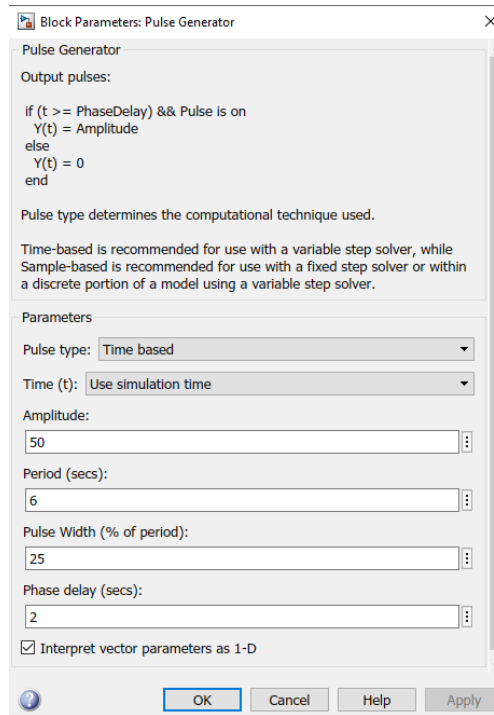 Block Parameters: Pulse Generator
Pulse Generator
Output pulses:
if (t >= PhaseDelay) && Pulse is on
Y(t) = Amplitude
else
Y(t) = 0
end
Pulse type determines the computational technique used.
Time-based is recommended for use with a variable step solver, while
Sample-based is recommended for use with a fixed step solver or within
a discrete portion of a model using a variable step solver.
Parameters
Pulse type: Time based
Time (t): Use simulation time
Amplitude:
50
Period (secs):
6
Pulse Width (% of period):
25
Phase delay (secs):
2
Interpret vector parameters as 1-D
OK Cancel Help Apply